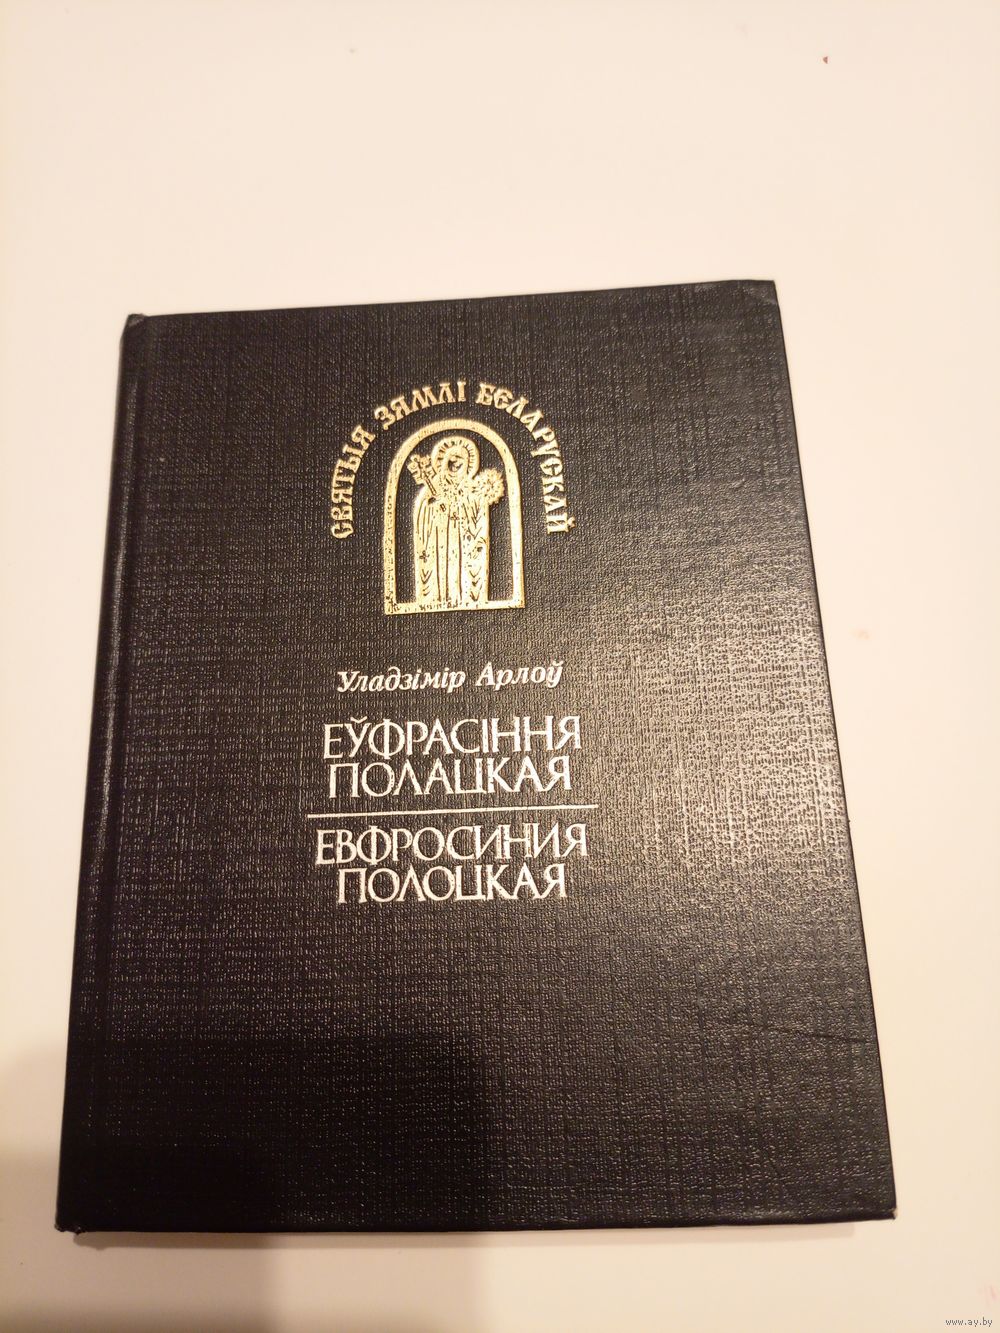 СВЯТЫЯ ЗЯМЛІ БЕЛАРУСКАЙ
Уладзімір Арлоў
ЕЎФРАСІННЯ
ПОЛАЦКАЯ
ЕВФРОСИНИЯ
ПОЛОЦКАЯ
www.ay.by